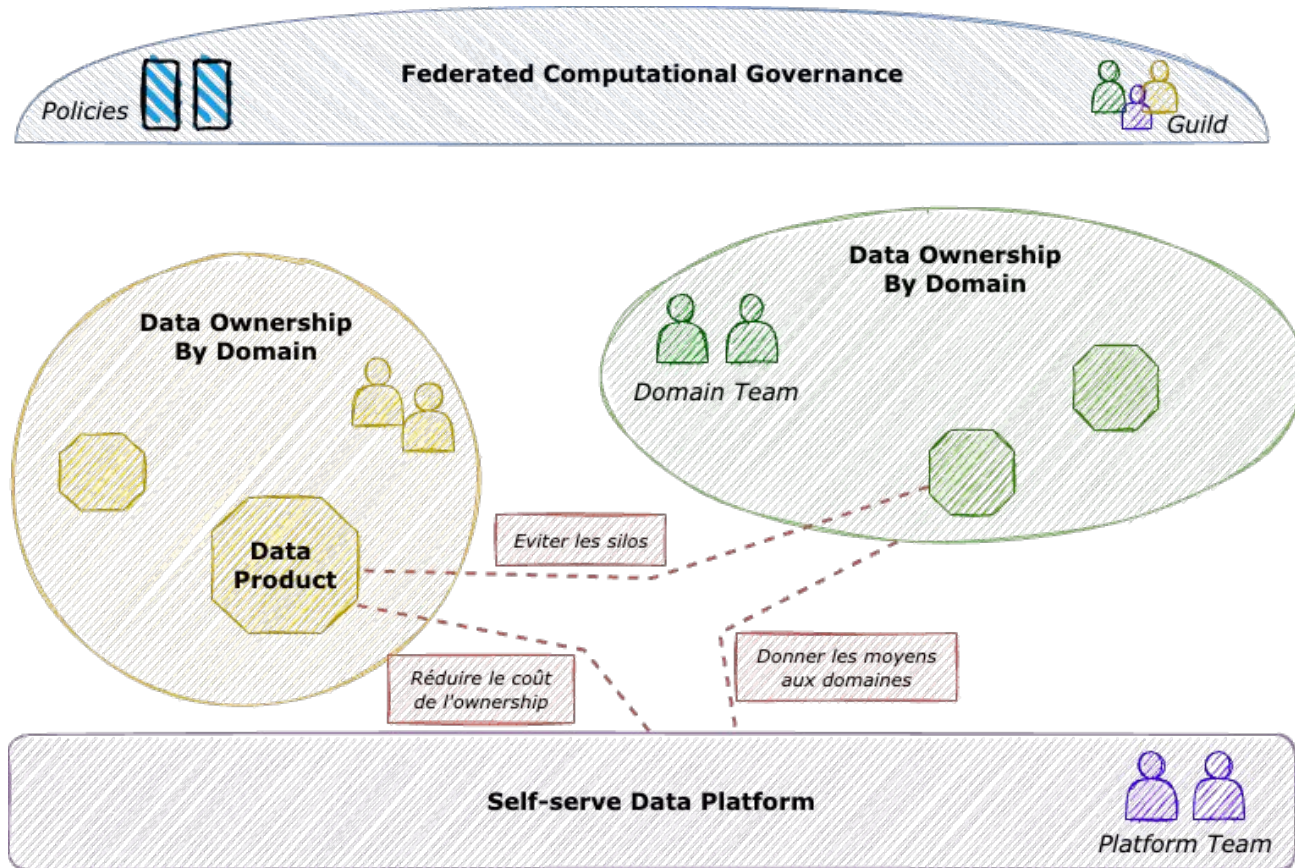 Federated Computational Governance
Policies
Guild
Data Ownership
By Domain
Domain Team
Data Ownership
By Domain
Data
Product
Eviter les silos
Réduire le coût
de l'ownership
Donner les moyens
aux domaines
Self-serve Data Platform
Platform Team